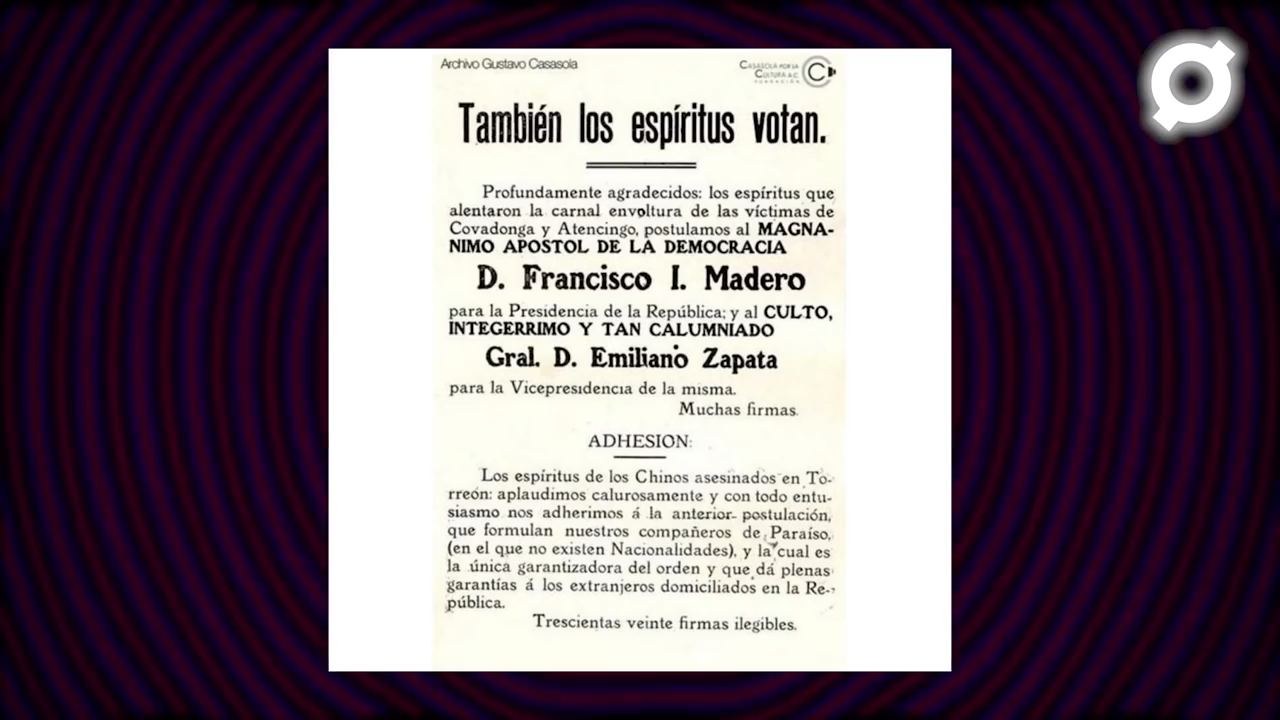 Archivo Gustavo Casasola
CASASOLA POR LA
CULTURA A.C.
FUNDACIÓN
También los espíritus votan.
Profundamente agradecidos: los espíritus que
alentaron la carnal envoltura de las víctimas de
Covadonga y Atencingo, postulamos al MAGNA-
NIMO APOSTOL DE LA DEMOCRACIA
D. Francisco I. Madero
para la Presidencia de la República; y al CULTO,
INTEGERRIMO Y TAN CALUMNIADO
Gral. D. Emiliano Zapata
para la Vicepresidencia de la misma.
Muchas firmas.
ADHESION:
Los espíritus de los Chinos asesinados en To-
rreón: aplaudimos calurosamente y con todo entu-
siasmo nos adherimos á la anterior postulación,
que formulan nuestros compañeros de Paraíso,
(en el que no existen Nacionalidades), y la cual es
la única garantizadora del orden y que dá plenas
garantías á los extranjeros domiciliados en la Re-
pública.
Trescientas veinte firmas ilegibles.